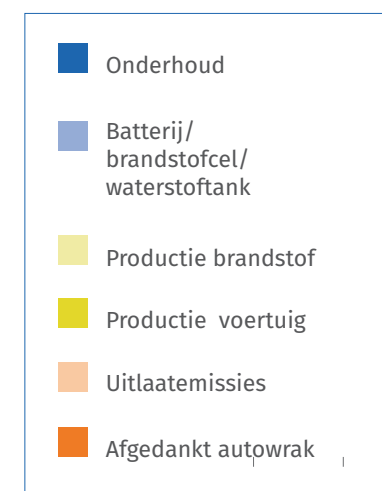 Onderhoud
Batterij/
brandstofcel/
waterstoftank
Productie brandstof
Productie voertuig
Uitlaatemissies
Afgedankt autowrak